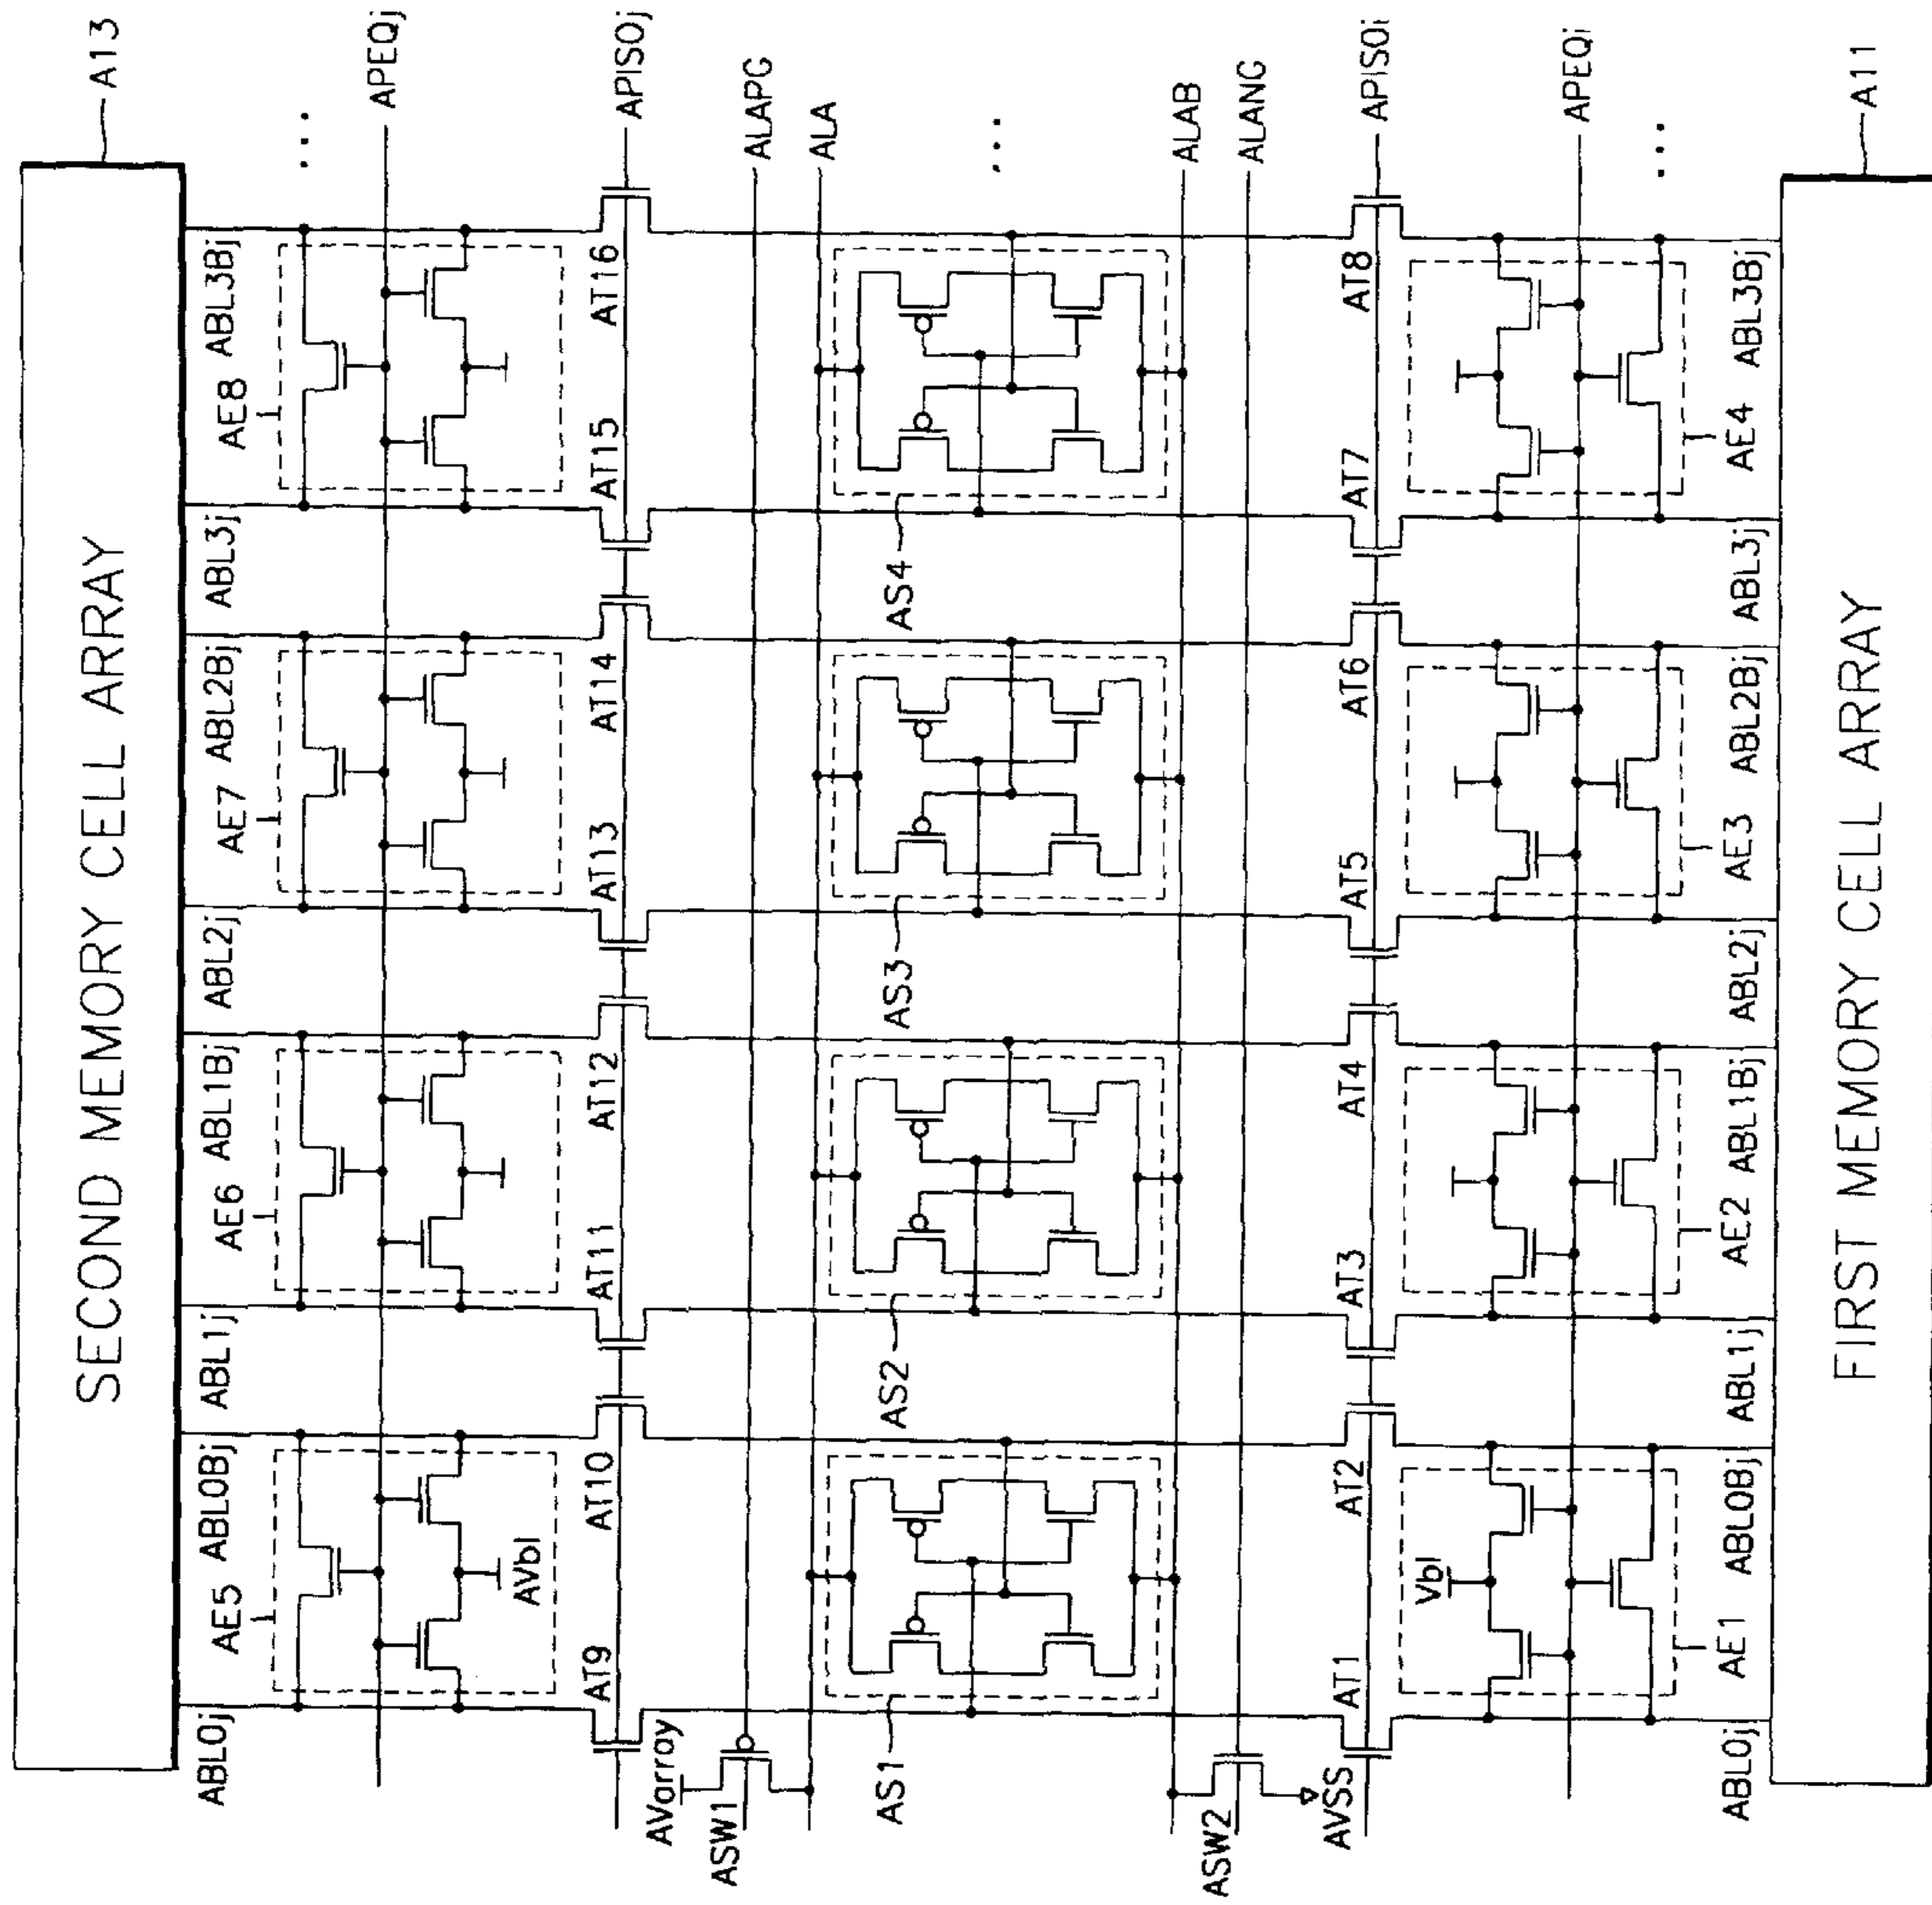 SECOND MEMORY CELL ARRAY
A13
ABL0j
AE5
ABL0Bj
ABL1j
AE6
ABL1Bj
ABL2j
AE7
ABL2Bj
ABL3j
AE8
ABL3Bj
...
APEQj
AVbl
AT9
AT10
AT11
AT12
AT13
AT14
AT15
AT16
APISOj
AVarray
ASW1
ALAPG
ALA
AS1
AS2
AS3
AS4
...
ALAB
ASW2
ALANG
AVSS
AT1
AT2
AT3
AT4
AT5
AT6
AT7
AT8
APISOi
Vbl
APEQi
...
ABL0j
AE1
ABL0Bj
ABL1j
AE2
ABL1Bj
ABL2j
AE3
ABL2Bj
ABL3j
AE4
ABL3Bj
FIRST MEMORY CELL ARRAY
A11